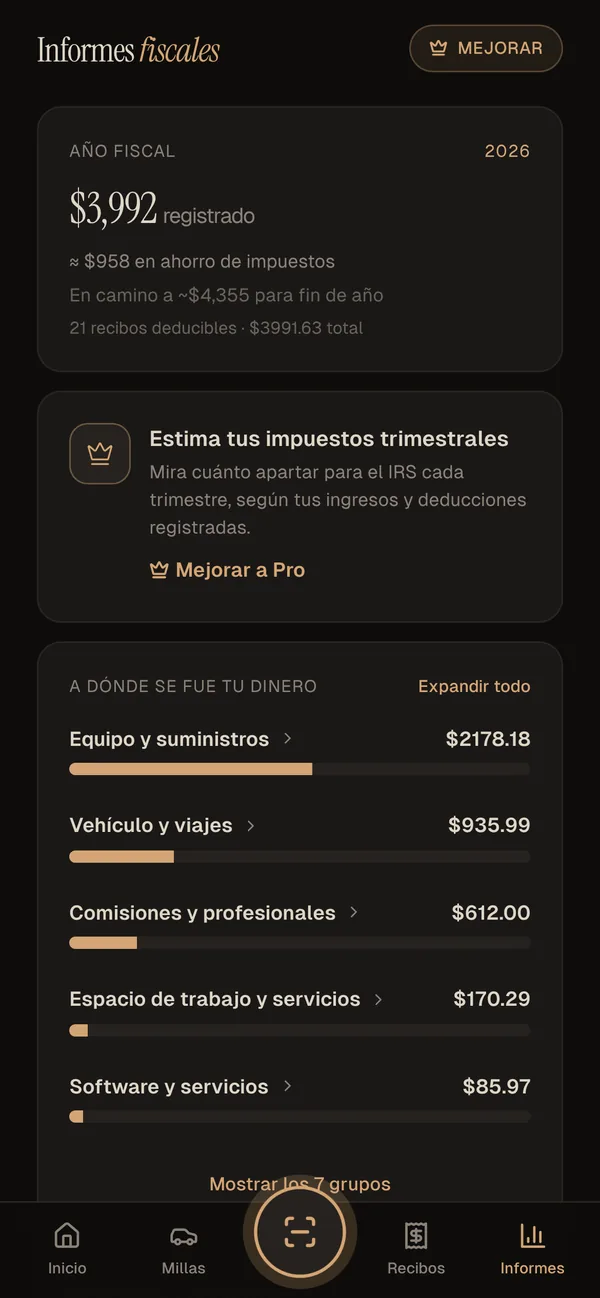 Informes fiscales
MEJORAR
AÑO FISCAL
2026
$3,992 registrado
≈ $958 en ahorro de impuestos
En camino a ~$4,355 para fin de año
21 recibos deducibles · $3991.63 total
Estima tus impuestos trimestrales
Mira cuánto apartar para el IRS cada
trimestre, según tus ingresos y deducciones
registradas.
Mejorar a Pro
A DÓNDE SE FUE TU DINERO
Expandir todo
Equipo y suministros
$2178.18
Vehículo y viajes
$935.99
Comisiones y profesionales
$612.00
Espacio de trabajo y servicios
$170.29
Software y servicios
$85.97
Mostrar los 7 grupos
Inicio
Millas
Recibos
Informes